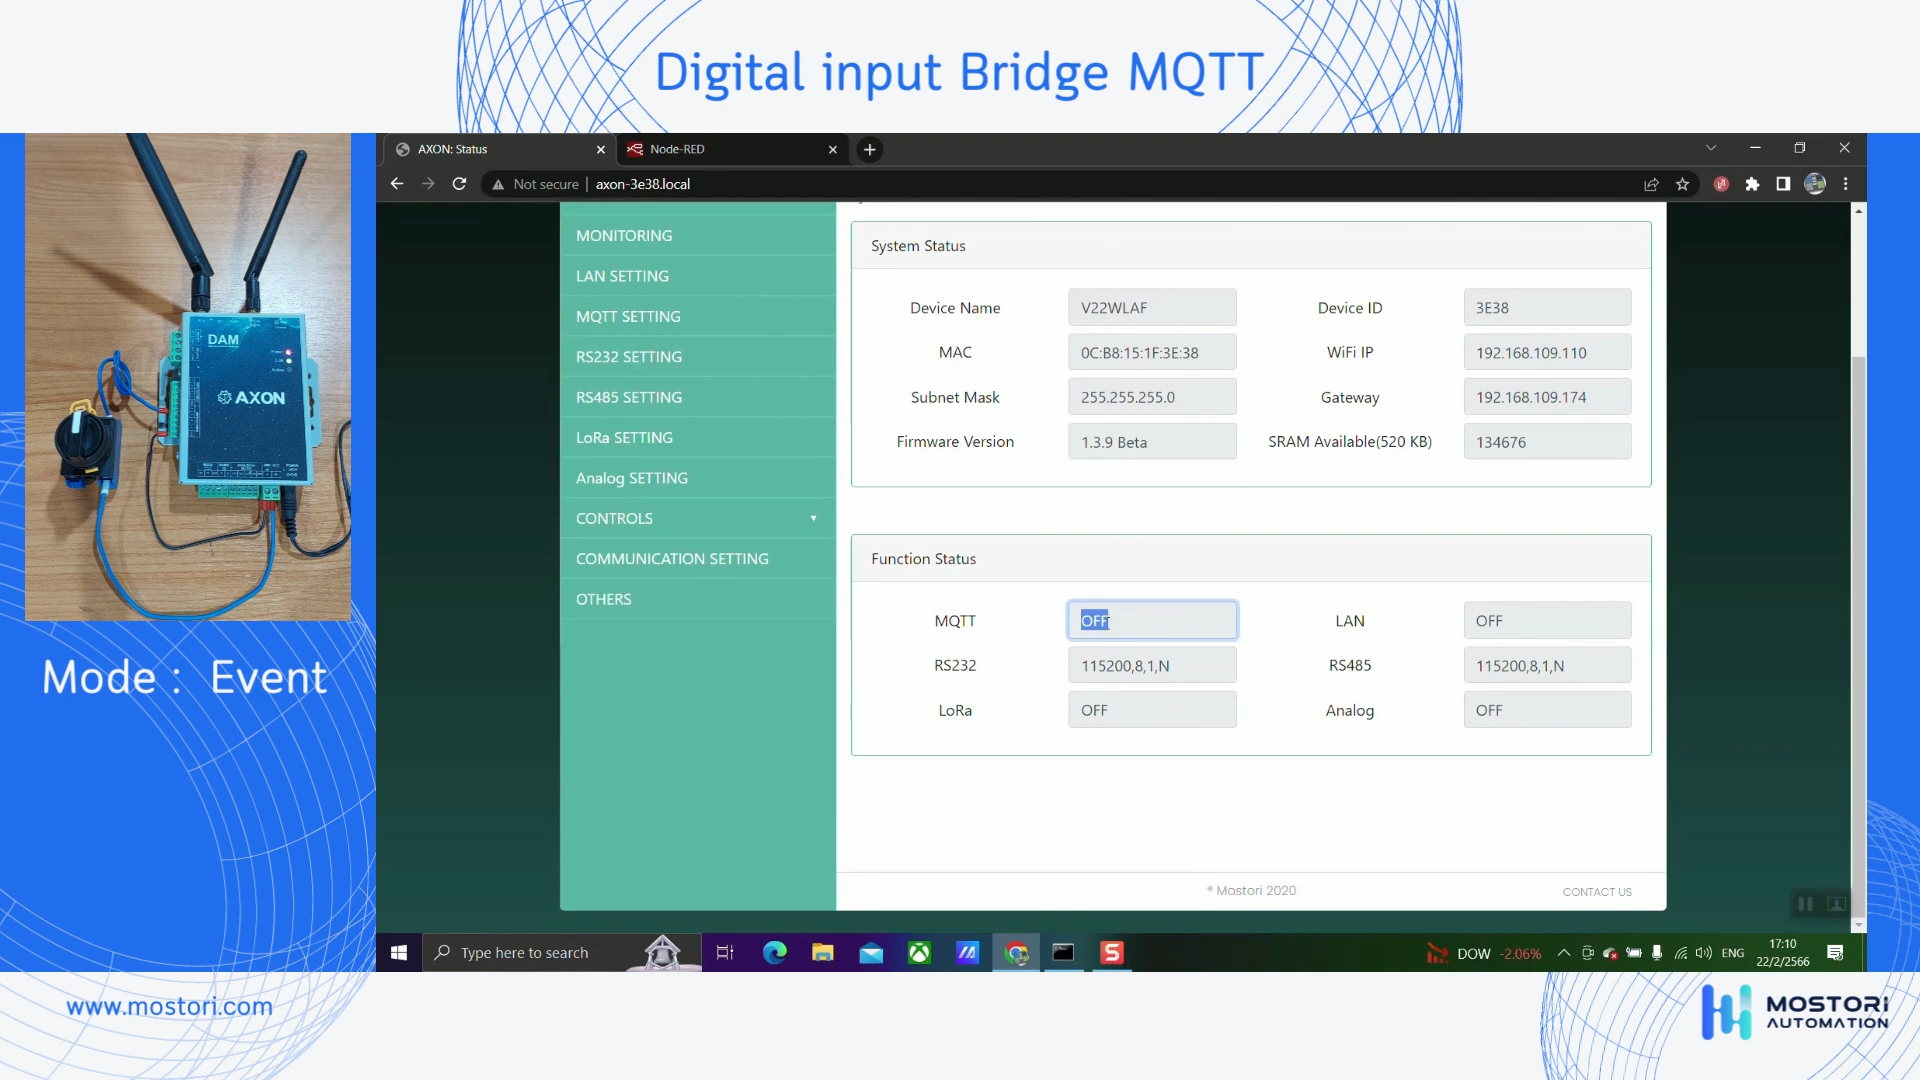 Digital input Bridge MQTT
AXON: Status
Node-RED
Not secure
axon-3e38.local
DAM
AXON
Mode : Event
MONITORING
LAN SETTING
MQTT SETTING
RS232 SETTING
RS485 SETTING
LoRa SETTING
Analog SETTING
CONTROLS
COMMUNICATION SETTING
OTHERS
System Status
Device Name V22WLAF Device ID 3E38
MAC 0C:B8:15:1F:3E:38 WiFi IP 192.168.109.110
Subnet Mask 255.255.255.0 Gateway 192.168.109.174
Firmware Version 1.3.9 Beta SRAM Available(520 KB) 134676
Function Status
MQTT OFF LAN OFF
RS232 115200,8,1,N RS485 115200,8,1,N
LoRa OFF Analog OFF
* Mostori 2020
CONTACT US
Type here to search
DOW -2.06%
ENG
17:10
22/2/2566
www.mostori.com
MOSTORI
AUTOMATION